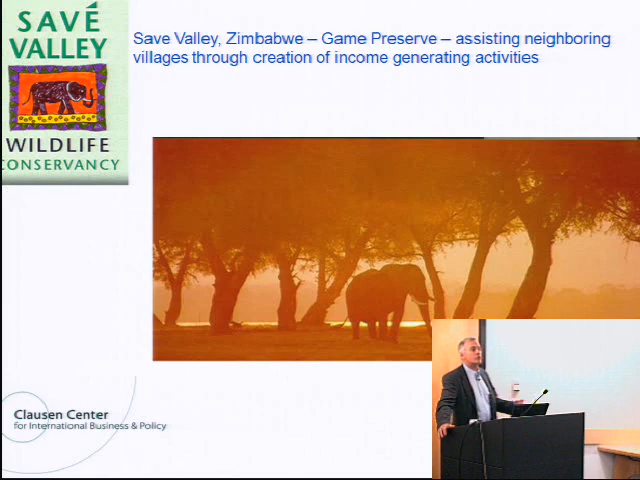 SAVÉ
VALLEY
WILDLIFE
CONSERVANCY
Save Valley, Zimbabwe – Game Preserve – assisting neighboring
villages through creation of income generating activities
Clausen Center
for International Business & Policy